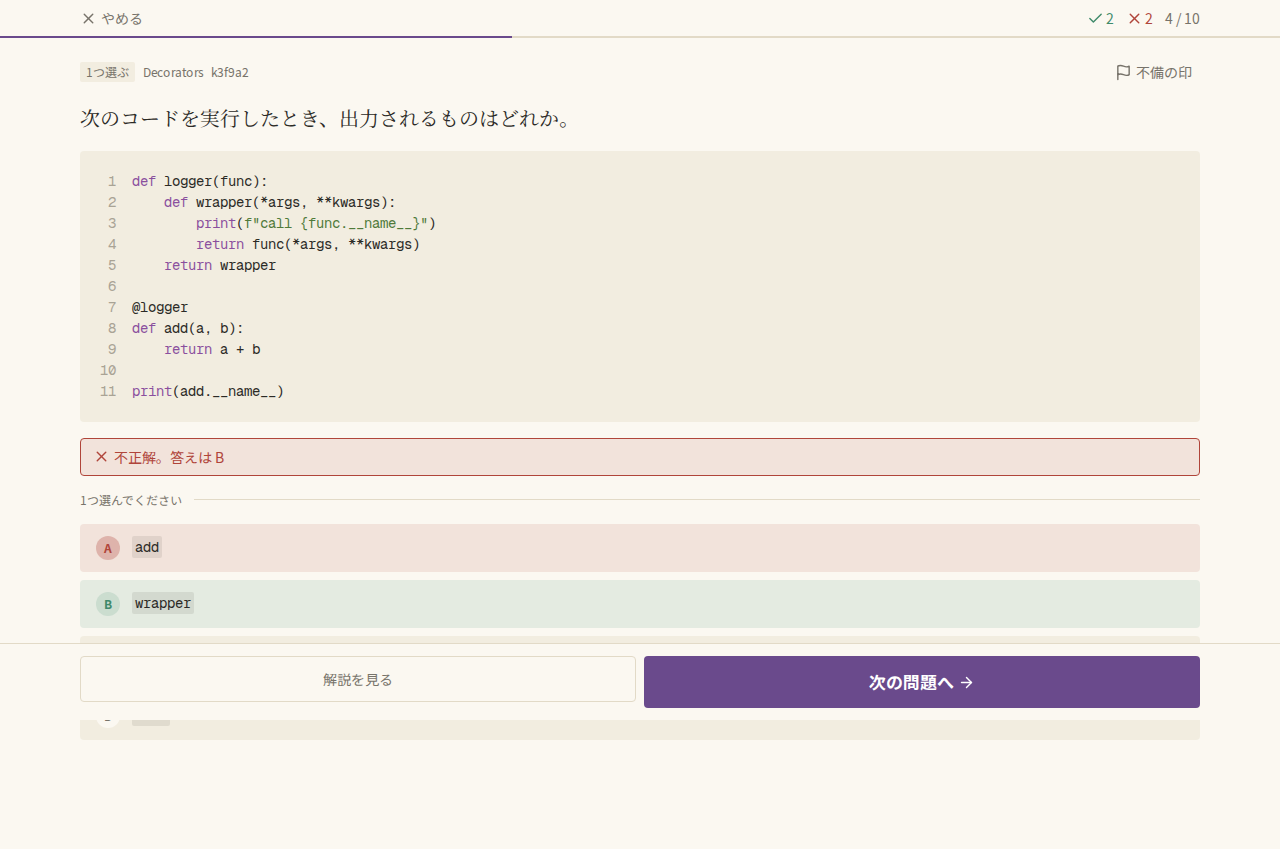 やめる
2 2 4 / 10
1つ選ぶ Decorators k3f9a2 不備の印
次のコードを実行したとき、出力されるものはどれか。
1 def logger(func):
2     def wrapper(*args, **kwargs):
3         print(f"call {func.__name__}")
4         return func(*args, **kwargs)
5     return wrapper
6
7 @logger
8 def add(a, b):
9     return a + b
10
11 print(add.__name__)
不正解。答えは B
1つ選んでください
A add
B wrapper
解説を見る 次の問題へ →